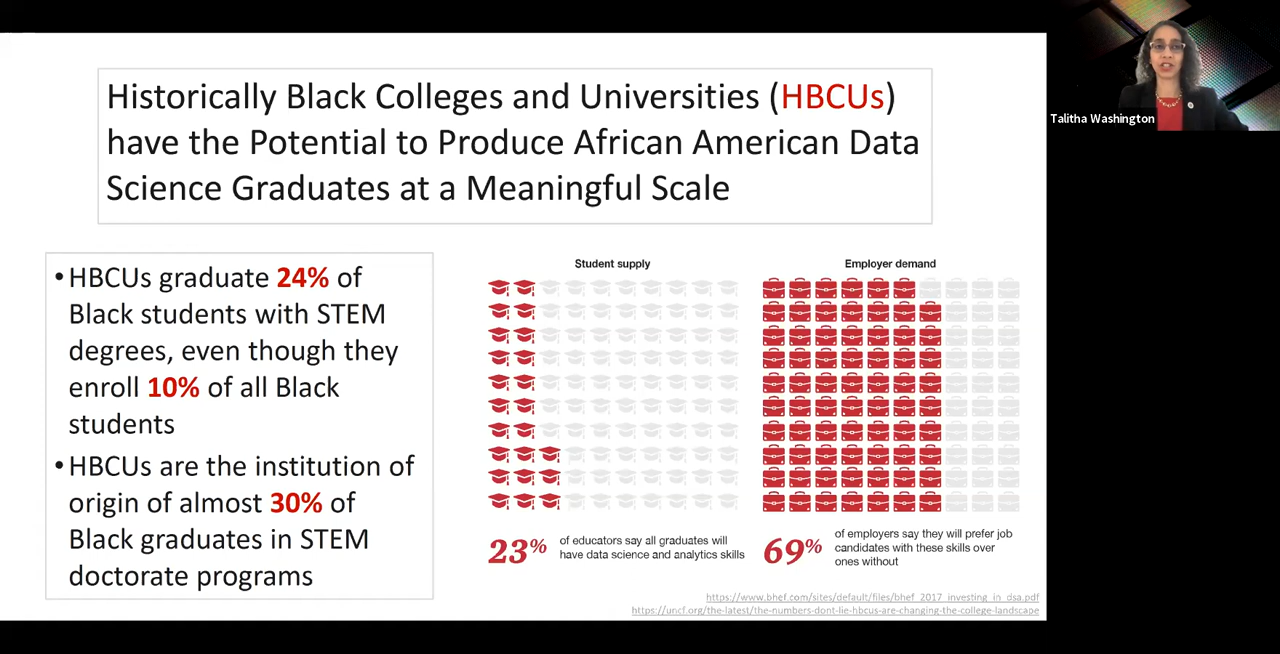 Historically Black Colleges and Universities (HBCUs)
have the Potential to Produce African American Data
Science Graduates at a Meaningful Scale
Talitha Washington
•HBCUs graduate 24% of
Black students with STEM
degrees, even though they
enroll 10% of all Black
students
•HBCUs are the institution of
origin of almost 30% of
Black graduates in STEM
doctorate programs
Student supply
23%
of educators say all graduates will
have data science and analytics skills
Employer demand
69%
of employers say they will prefer job
candidates with these skills over
ones without
https://www.bhef.com/sites/default/files/bhef_2017_investing_in_dsa.pdf
https://uncf.org/the-latest/the-numbers-dont-lie-hbcus-are-changing-the-college-landscape